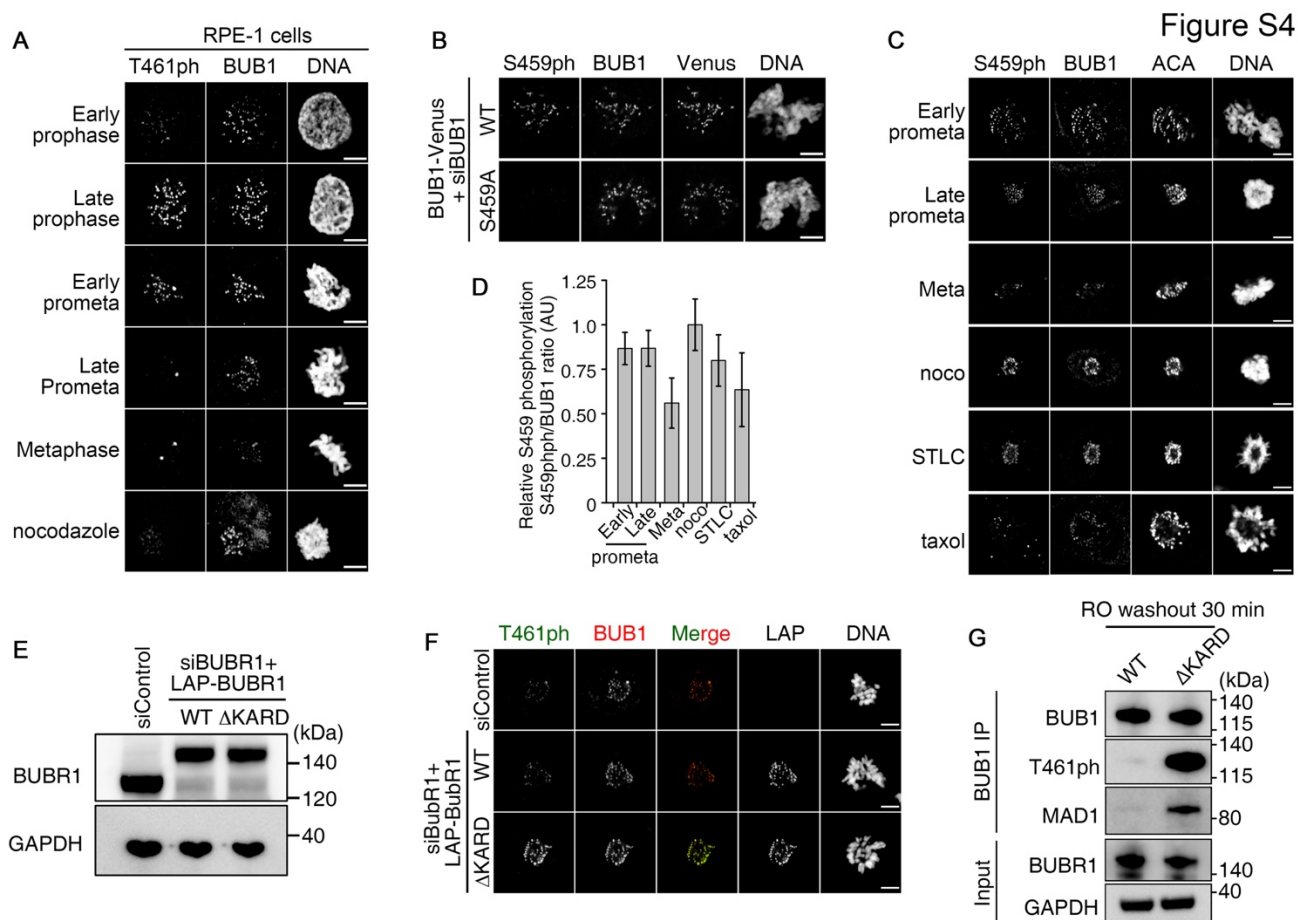 Figure S4
A
RPE-1 cells
T461ph BUB1 DNA
Early
prophase
Late
prophase
Early
prometa
Late
Prometa
Metaphase
nocodazole
B
S459ph BUB1 Venus DNA
BUB1-Venus
+ siBUB1
WT
S459A
C
S459ph BUB1 ACA DNA
Early
prometa
Late
prometa
Meta
noco
STLC
taxol
D
Relative S459 phosphorylation
S459phph/BUB1 ratio (AU)
1.25
1.00
0.75
0.50
0.25
0
Early
Late
Meta
noco
STLC
taxol
prometa
E
siControl
siBUBR1+
LAP-BUBR1
WT ΔKARD
(kDa)
BUBR1
140
120
GAPDH
40
F
T461ph BUB1 Merge LAP DNA
siControl
siBubR1+
LAP-BubR1
WT
ΔKARD
G
RO washout 30 min
WT
ΔKARD
(kDa)
BUB1 IP
BUB1
140
115
T461ph
140
115
MAD1
80
Input
BUBR1
140
GAPDH
40